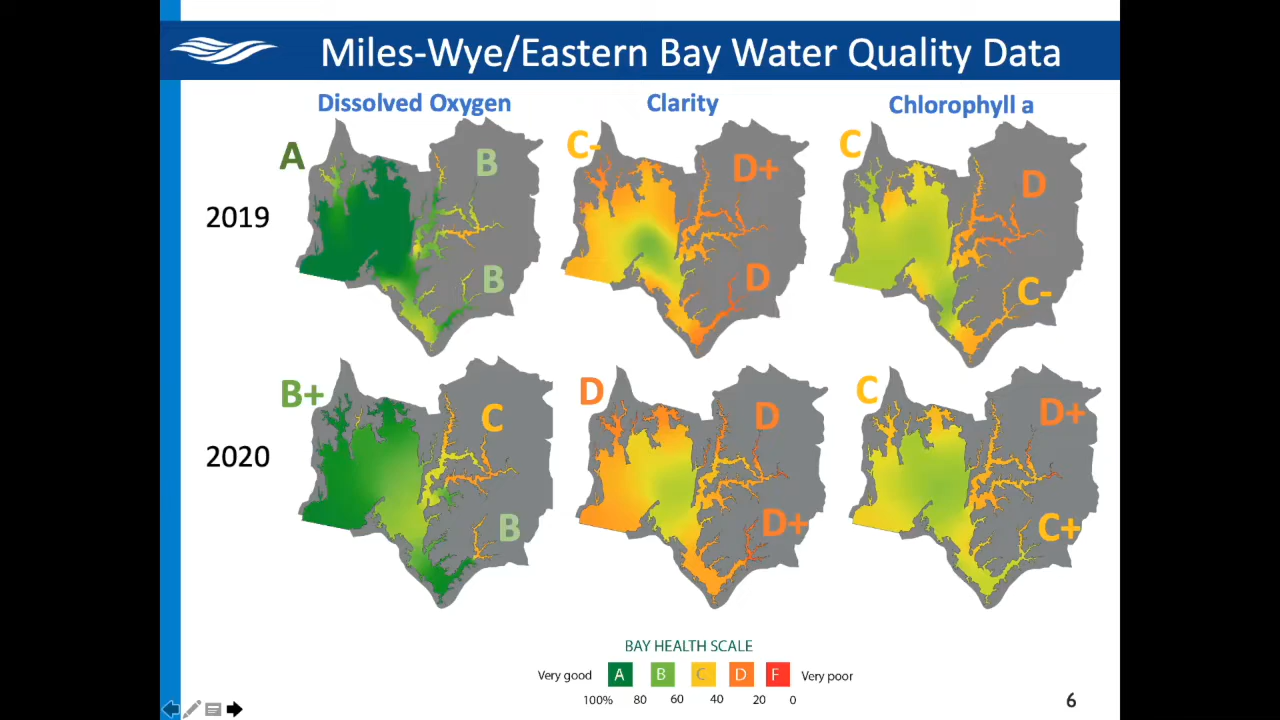 Miles-Wye/Eastern Bay Water Quality Data
Dissolved Oxygen
Clarity
Chlorophyll a
2019
A
B
B
C-
D+
D
C
D
C-
2020
B+
C
B
D
D
D+
C
D+
C+
BAY HEALTH SCALE
Very good A B C D F Very poor
100% 80 60 40 20 0
6